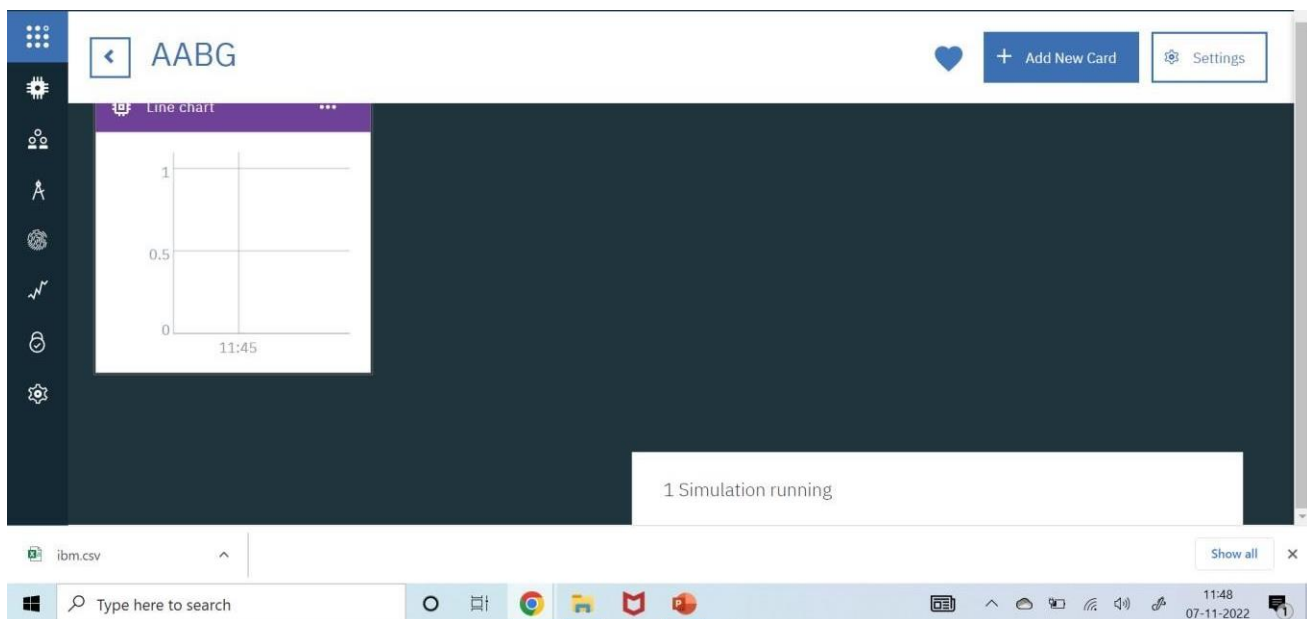 AABG
+ Add New Card
Settings
Line chart
1
0.5
0
11:45
1 Simulation running
ibm.csv
Show all
Type here to search
11:48
07-11-2022
1